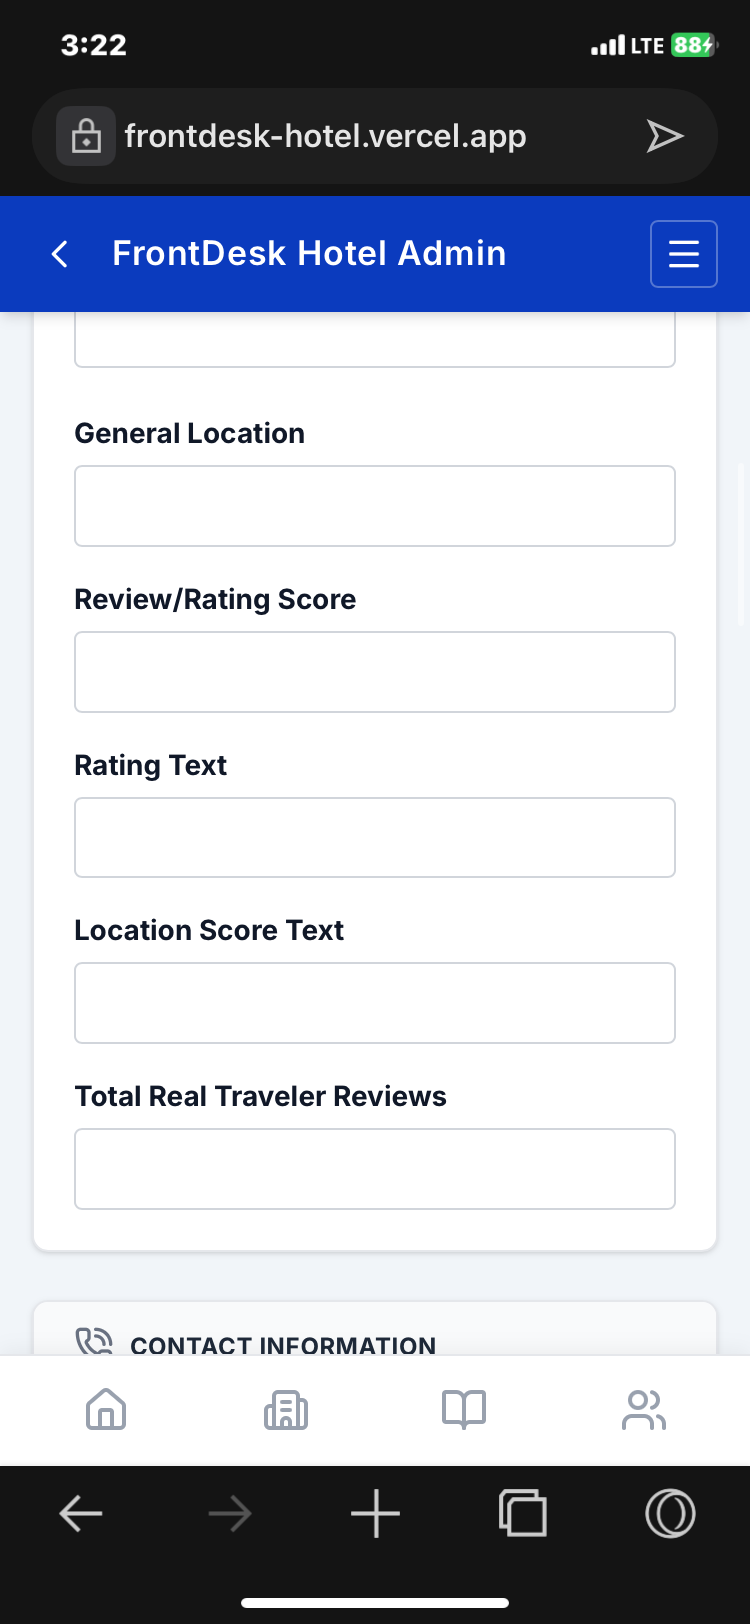 3:22
LTE 88
frontdesk-hotel.vercel.app
FrontDesk Hotel Admin
General Location
Review/Rating Score
Rating Text
Location Score Text
Total Real Traveler Reviews
CONTACT INFORMATION